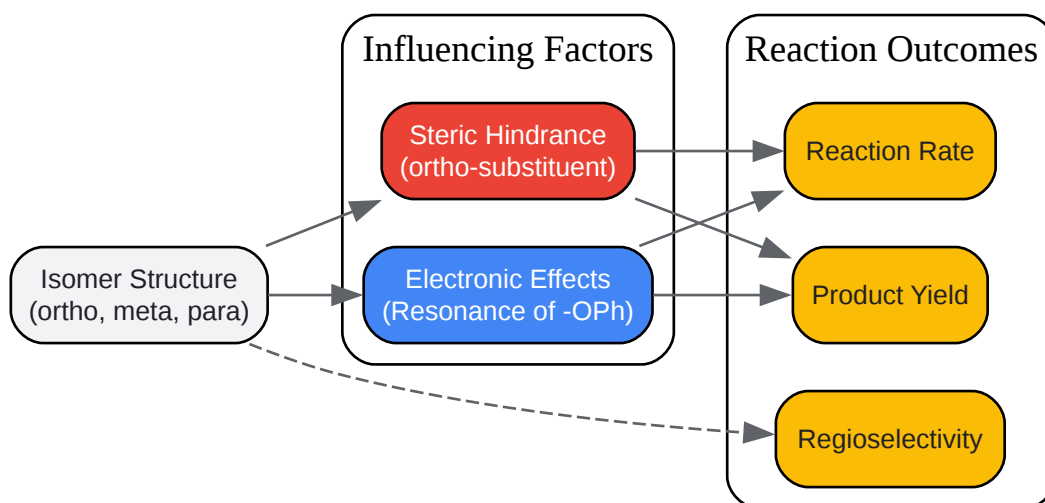 Influencing Factors
Reaction Outcomes
Steric Hindrance
(ortho-substituent)
Reaction Rate
Isomer Structure
(ortho, meta, para)
Electronic Effects
(Resonance of -OPh)
Product Yield
Regioselectivity